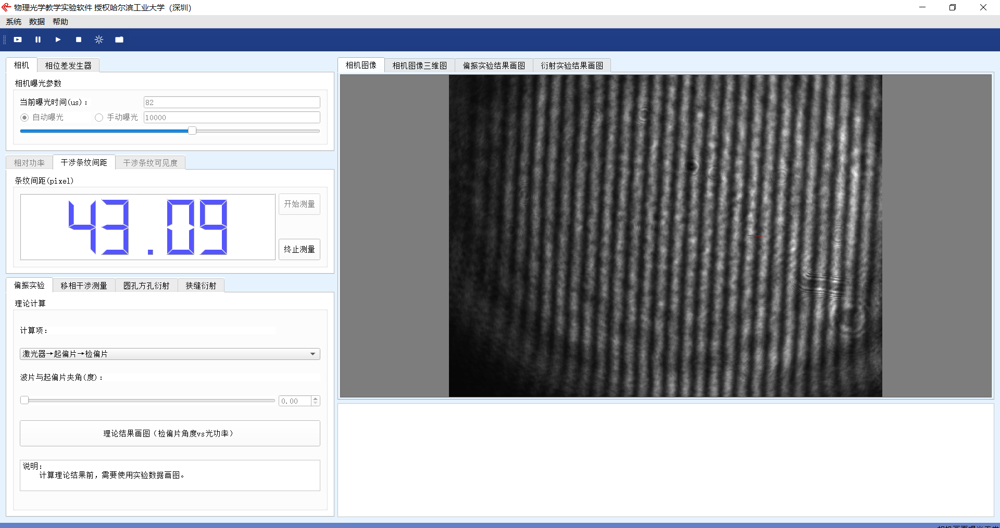 物理光学教学实验软件 授权哈尔滨工业大学 (深圳)
系统 数据 帮助
相机 相位差发生器
相机曝光参数
当前曝光时间(us)： 82
自动曝光 手动曝光 10000
相对功率 干涉条纹间距 干涉条纹可见度
条纹间距(pixel)
43.09
开始测量
终止测量
偏振实验 移相干涉测量 圆孔方孔衍射 狭缝衍射
理论计算
计算项：
激光器→起偏片→检偏片
波片与起偏片夹角(度)：
0.00
理论结果画图（检偏片角度vs光功率）
说明：
计算理论结果前，需要使用实验数据画图。
相机图像 相机图像三维图 偏振实验结果画图 衍射实验结果画图